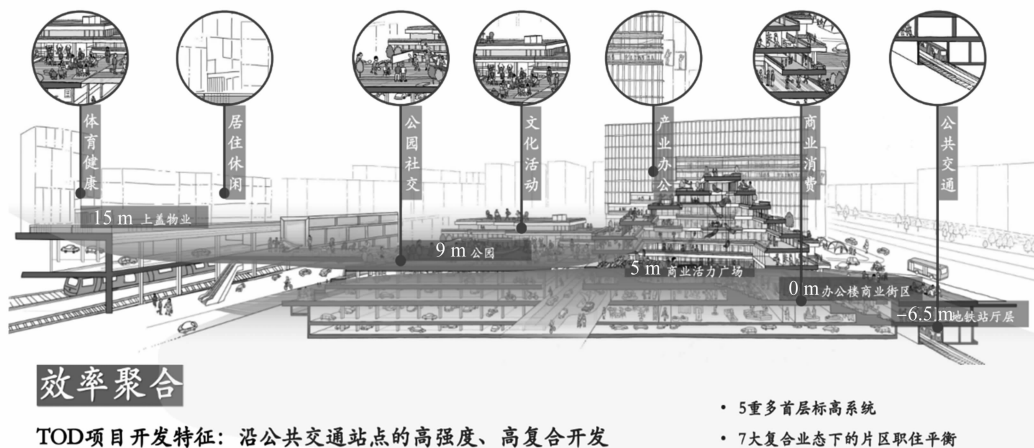 体育健康
居住休闲
公园社交
文化活动
产业办公
商业消费
公共交通
15 m 上盖物业
9 m 公园
5 m 商业活力广场
0 m 办公楼商业街区
-6.5 m 地铁站厅层
效率聚合
TOD项目开发特征：沿公共交通站点的高强度、高复合开发
• 5重多首层标高系统
• 7大复合业态下的片区职住平衡